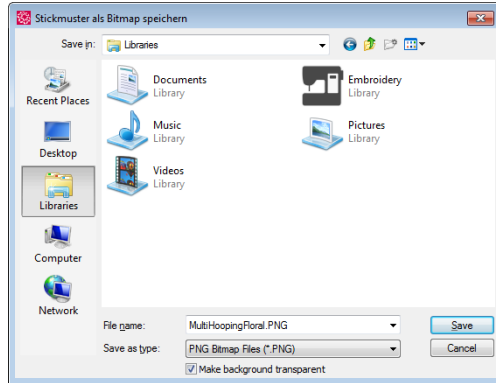 Stickmuster als Bitmap speichern
Save in: Libraries
Recent Places
Desktop
Libraries
Computer
Network
Documents
Library
Embroidery
Library
Music
Library
Pictures
Library
Videos
Library
File name: MultiHoopingFloral.PNG Save
Save as type: PNG Bitmap Files (*.PNG) Cancel
Make background transparent